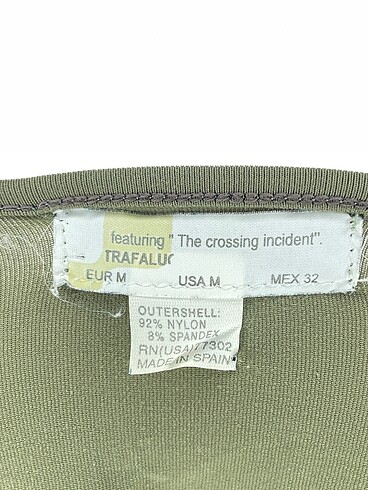 featuring " The crossing incident".
TRAFALUC
EUR M USA M MEX 32
OUTERSHELL:
92% NYLON
8% SPANDEX
RN(USA)77302
MADE IN SPAIN